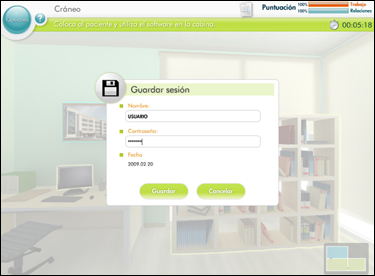 Cráneo
Puntuación
100% Trabajo
100% Relaciones
Coloca al paciente y utiliza el software en la cabina.
00:05:18
Guardar sesión
Nombre:
USUARIO
Contraseña:
Fecha
2009.02.20
Guardar
Cancelar